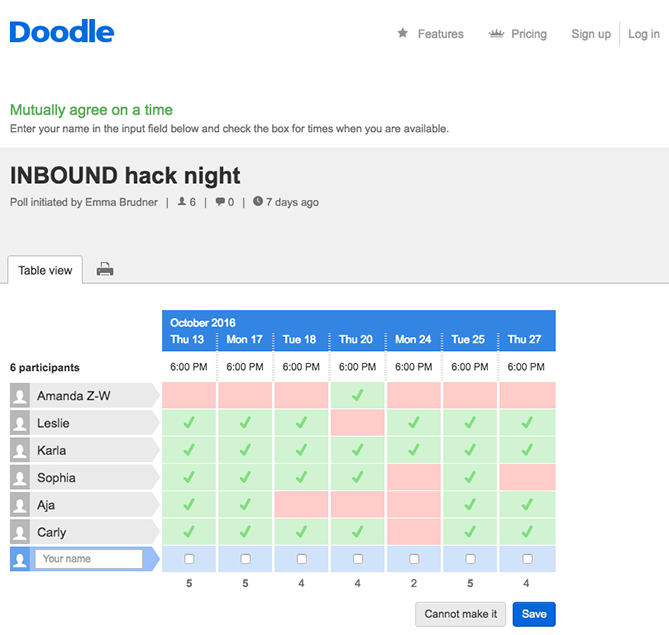 Doodle
Features Pricing Sign up Log in
Mutually agree on a time
Enter your name in the input field below and check the box for times when you are available.
INBOUND hack night
Poll initiated by Emma Brudner | 6 | 0 | 7 days ago
Table view
October 2016
Thu 13 Mon 17 Tue 18 Thu 20 Mon 24 Tue 25 Thu 27
6 participants 6:00 PM 6:00 PM 6:00 PM 6:00 PM 6:00 PM 6:00 PM 6:00 PM
Amanda Z-W
Leslie
Karla
Sophia
Aja
Carly
Your name
5 5 4 4 2 5 4
Cannot make it Save